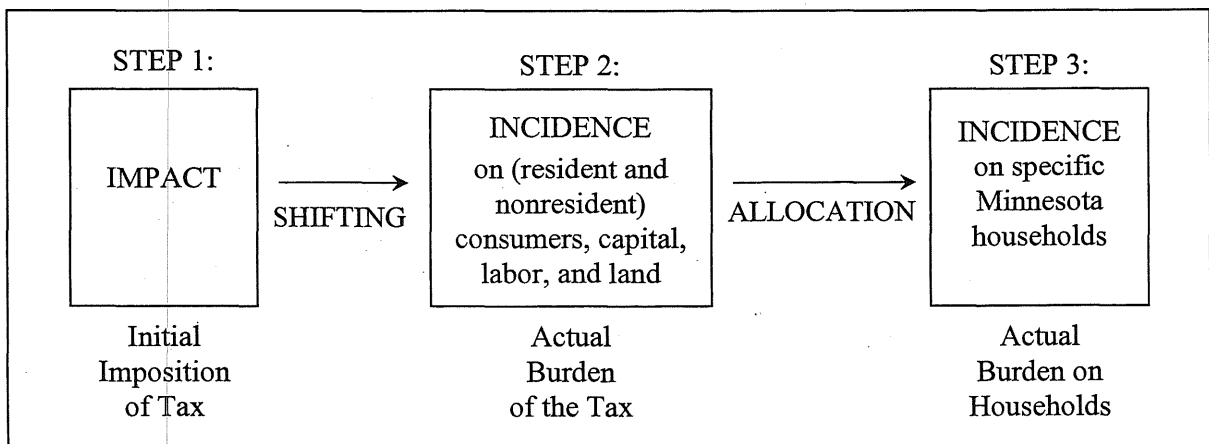 STEP 1:
IMPACT
Initial
Imposition
of Tax
SHIFTING
STEP 2:
INCIDENCE
on (resident and
nonresident)
consumers, capital,
labor, and land
Actual
Burden
of the Tax
ALLOCATION
STEP 3:
INCIDENCE
on specific
Minnesota
households
Actual
Burden on
Households